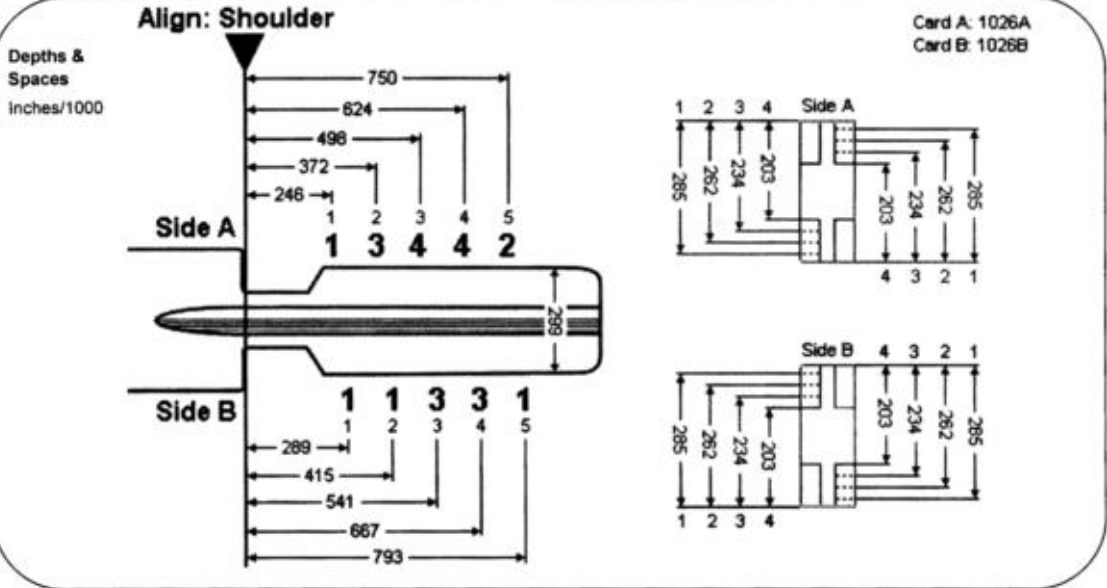 Align: Shoulder
Card A: 1026A
Card B: 1026B
Depths &
Spaces
inches/1000
750
624
498
372
246
1 2 3 4 5
Side A
1 3 4 4 2
299
1 1 3 3 1
Side B
1 2 3 4 5
289
415
541
667
793
1 2 3 4 Side A
285 262 234 203
203 234 262 285
4 3 2 1
Side B 4 3 2 1
285 262 234 203
203 234 262 285
1 2 3 4